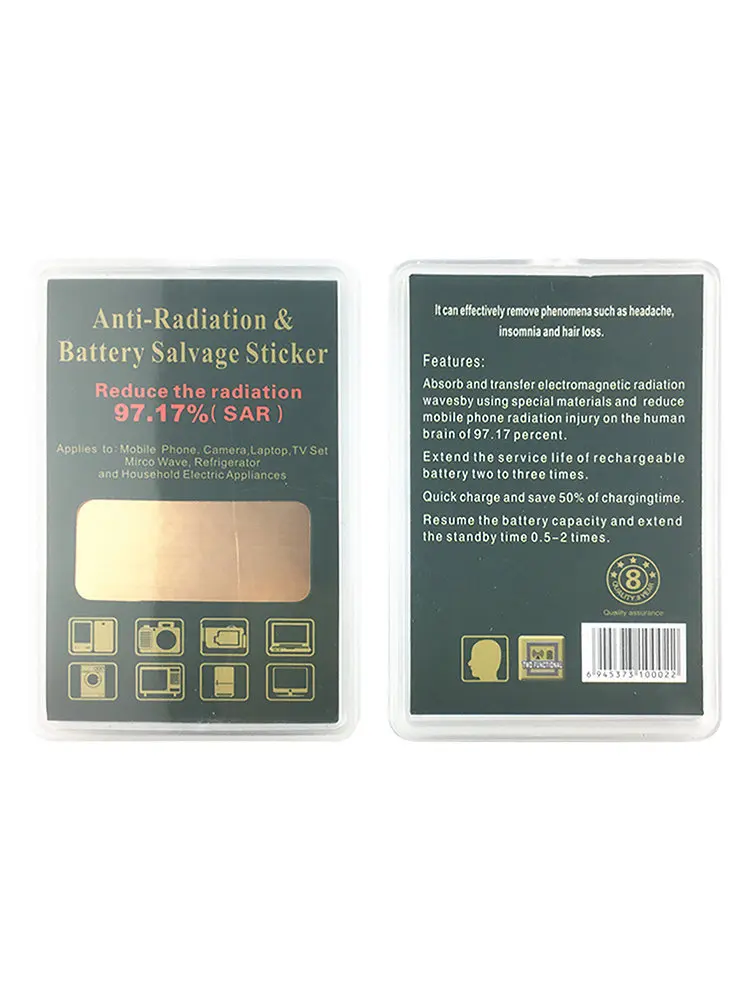 Anti-Radiation &
Battery Salvage Sticker
Reduce the radiation
97.17%( SAR )
Applies to: Mobile Phone, Camera,Laptop,TV Set
Mirco Wave, Refrigerator
and Household Electric Appliances
It can effectively remove phenomena such as headache,
insomnia and hair loss.
Features:
Absorb and transfer electromagnetic radiation
wavesby using special materials and reduce
mobile phone radiation injury on the human
brain of 97.17 percent.
Extend the service life of rechargeable
battery two to three times.
Quick charge and save 50% of chargingtime.
Resume the battery capacity and extend
the standby time 0.5-2 times.
8
QUALITY
Quality assurance
TWO FUNCTIONAL
6 945373 100022